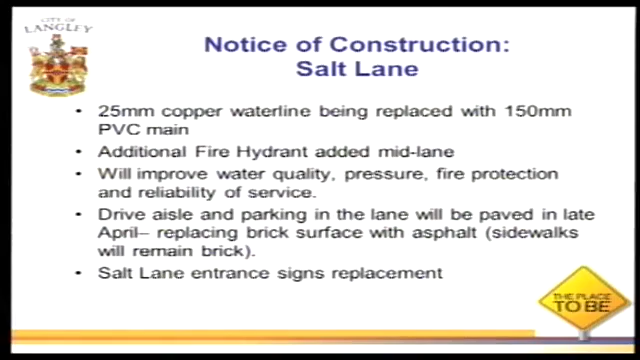 CITY OF
LANGLEY
Notice of Construction:
Salt Lane
• 25mm copper waterline being replaced with 150mm
PVC main
• Additional Fire Hydrant added mid-lane
• Will improve water quality, pressure, fire protection
and reliability of service.
• Drive aisle and parking in the lane will be paved in late
April– replacing brick surface with asphalt (sidewalks
will remain brick).
• Salt Lane entrance signs replacement
THE PLACE
TO BE